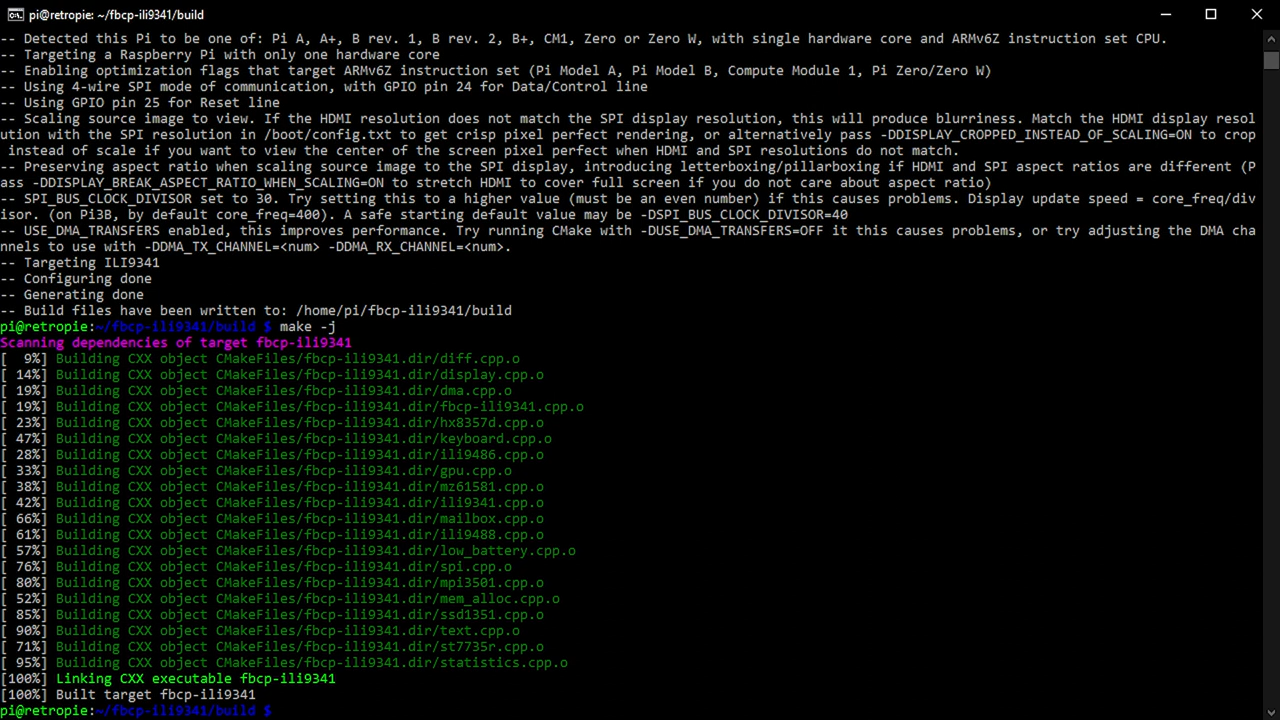 pi@retropie: ~/fbcp-ili9341/build
-- Detected this Pi to be one of: Pi A, A+, B rev. 1, B rev. 2, B+, CM1, Zero or Zero W, with single hardware core and ARMv6Z instruction set CPU.
-- Targeting a Raspberry Pi with only one hardware core
-- Enabling optimization flags that target ARMv6Z instruction set (Pi Model A, Pi Model B, Compute Module 1, Pi Zero/Zero W)
-- Using 4-wire SPI mode of communication, with GPIO pin 24 for Data/Control line
-- Using GPIO pin 25 for Reset line
-- Scaling source image to view. If the HDMI resolution does not match the SPI display resolution, this will produce blurriness. Match the HDMI display resol
ution with the SPI resolution in /boot/config.txt to get crisp pixel perfect rendering, or alternatively pass -DDISPLAY_CROPPED_INSTEAD_OF_SCALING=ON to crop
 instead of scale if you want to view the center of the screen pixel perfect when HDMI and SPI resolutions do not match.
-- Preserving aspect ratio when scaling source image to the SPI display, introducing letterboxing/pillarboxing if HDMI and SPI aspect ratios are different (P
ass -DDISPLAY_BREAK_ASPECT_RATIO_WHEN_SCALING=ON to stretch HDMI to cover full screen if you do not care about aspect ratio)
-- SPI_BUS_CLOCK_DIVISOR set to 30. Try setting this to a higher value (must be an even number) if this causes problems. Display update speed = core_freq/div
isor. (on Pi3B, by default core_freq=400). A safe starting default value may be -DSPI_BUS_CLOCK_DIVISOR=40
-- USE_DMA_TRANSFERS enabled, this improves performance. Try running CMake with -DUSE_DMA_TRANSFERS=OFF it this causes problems, or try adjusting the DMA cha
nnels to use with -DDMA_TX_CHANNEL=<num> -DDMA_RX_CHANNEL=<num>.
-- Targeting ILI9341
-- Configuring done
-- Generating done
-- Build files have been written to: /home/pi/fbcp-ili9341/build
pi@retropie:~/fbcp-ili9341/build $ make -j
Scanning dependencies of target fbcp-ili9341
[  9%] Building CXX object CMakeFiles/fbcp-ili9341.dir/diff.cpp.o
[ 14%] Building CXX object CMakeFiles/fbcp-ili9341.dir/display.cpp.o
[ 19%] Building CXX object CMakeFiles/fbcp-ili9341.dir/dma.cpp.o
[ 19%] Building CXX object CMakeFiles/fbcp-ili9341.dir/fbcp-ili9341.cpp.o
[ 23%] Building CXX object CMakeFiles/fbcp-ili9341.dir/hx8357d.cpp.o
[ 47%] Building CXX object CMakeFiles/fbcp-ili9341.dir/keyboard.cpp.o
[ 28%] Building CXX object CMakeFiles/fbcp-ili9341.dir/ili9486.cpp.o
[ 33%] Building CXX object CMakeFiles/fbcp-ili9341.dir/gpu.cpp.o
[ 38%] Building CXX object CMakeFiles/fbcp-ili9341.dir/mz61581.cpp.o
[ 42%] Building CXX object CMakeFiles/fbcp-ili9341.dir/ili9341.cpp.o
[ 66%] Building CXX object CMakeFiles/fbcp-ili9341.dir/mailbox.cpp.o
[ 61%] Building CXX object CMakeFiles/fbcp-ili9341.dir/ili9488.cpp.o
[ 57%] Building CXX object CMakeFiles/fbcp-ili9341.dir/low_battery.cpp.o
[ 76%] Building CXX object CMakeFiles/fbcp-ili9341.dir/spi.cpp.o
[ 80%] Building CXX object CMakeFiles/fbcp-ili9341.dir/mpi3501.cpp.o
[ 52%] Building CXX object CMakeFiles/fbcp-ili9341.dir/mem_alloc.cpp.o
[ 85%] Building CXX object CMakeFiles/fbcp-ili9341.dir/ssd1351.cpp.o
[ 90%] Building CXX object CMakeFiles/fbcp-ili9341.dir/text.cpp.o
[ 71%] Building CXX object CMakeFiles/fbcp-ili9341.dir/st7735r.cpp.o
[ 95%] Building CXX object CMakeFiles/fbcp-ili9341.dir/statistics.cpp.o
[100%] Linking CXX executable fbcp-ili9341
[100%] Built target fbcp-ili9341
pi@retropie:~/fbcp-ili9341/build $